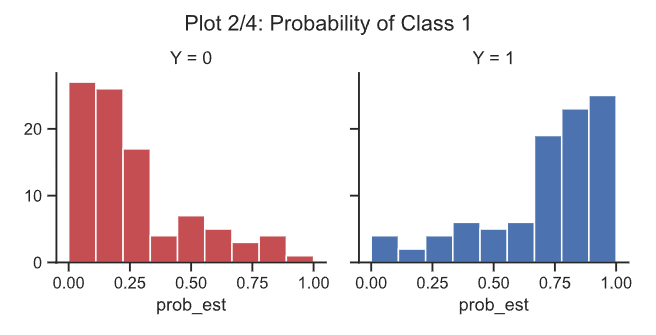 Plot 2/4: Probability of Class 1
Y = 0
Y = 1
20
10
0
0.00 0.25 0.50 0.75 1.00
0.00 0.25 0.50 0.75 1.00
prob_est
prob_est